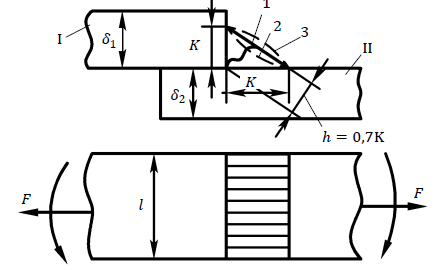 1
2
3
I
δ₁
K
II
δ₂
K
h = 0,7K
F
l
F